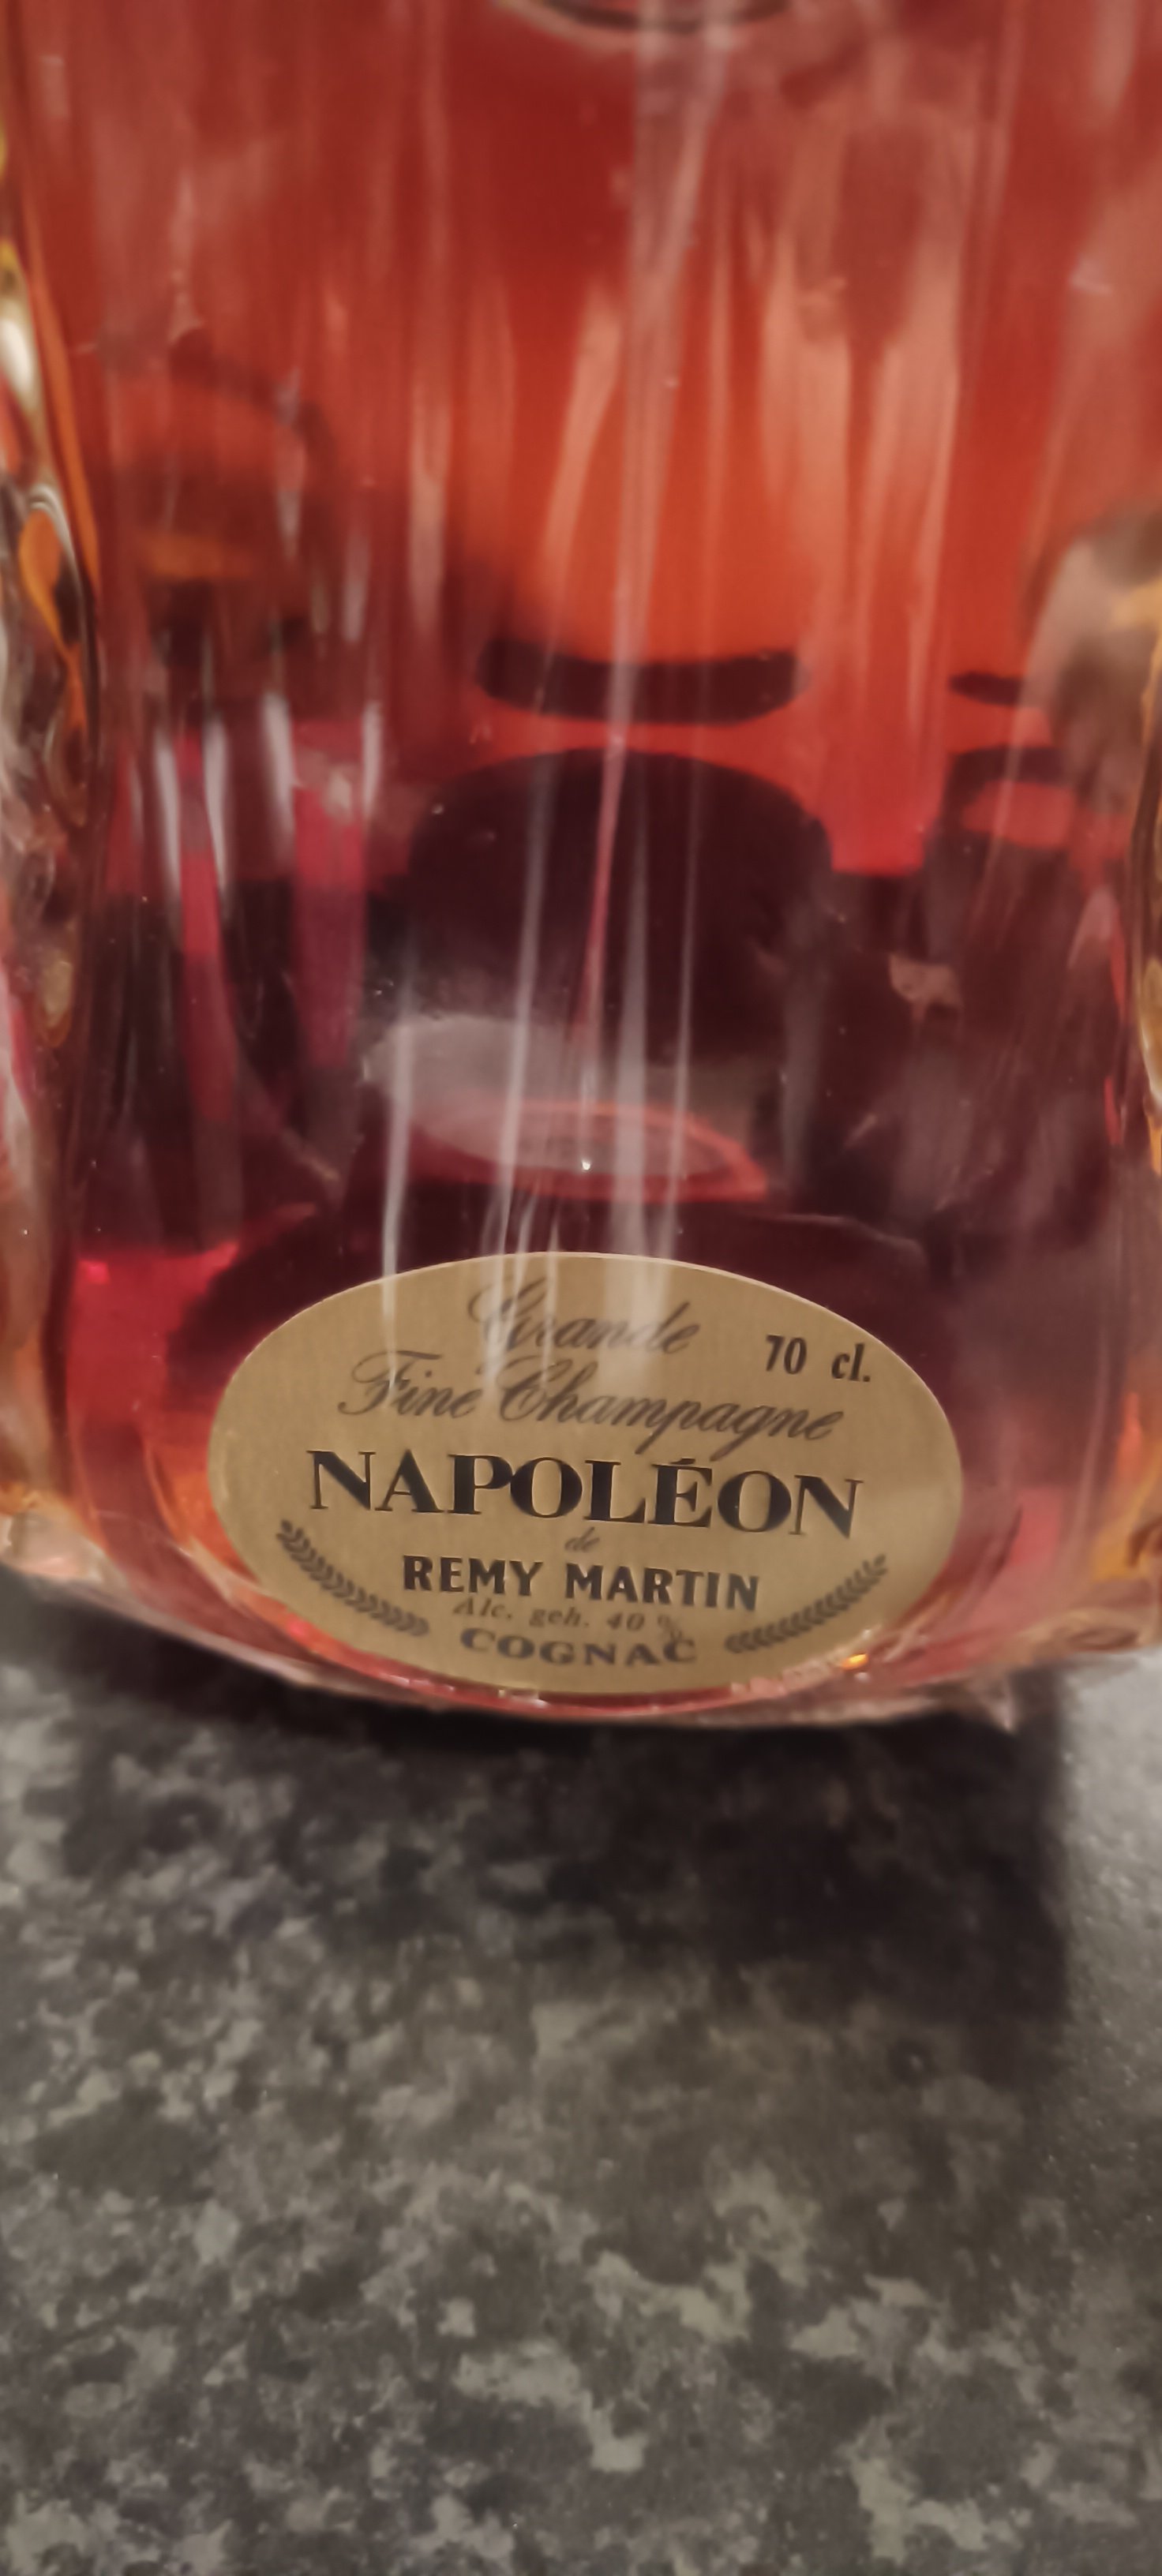 Grande
70 cl.
Fine Champagne
NAPOLÉON
de
REMY MARTIN
Alc. geh. 40 %
COGNAC